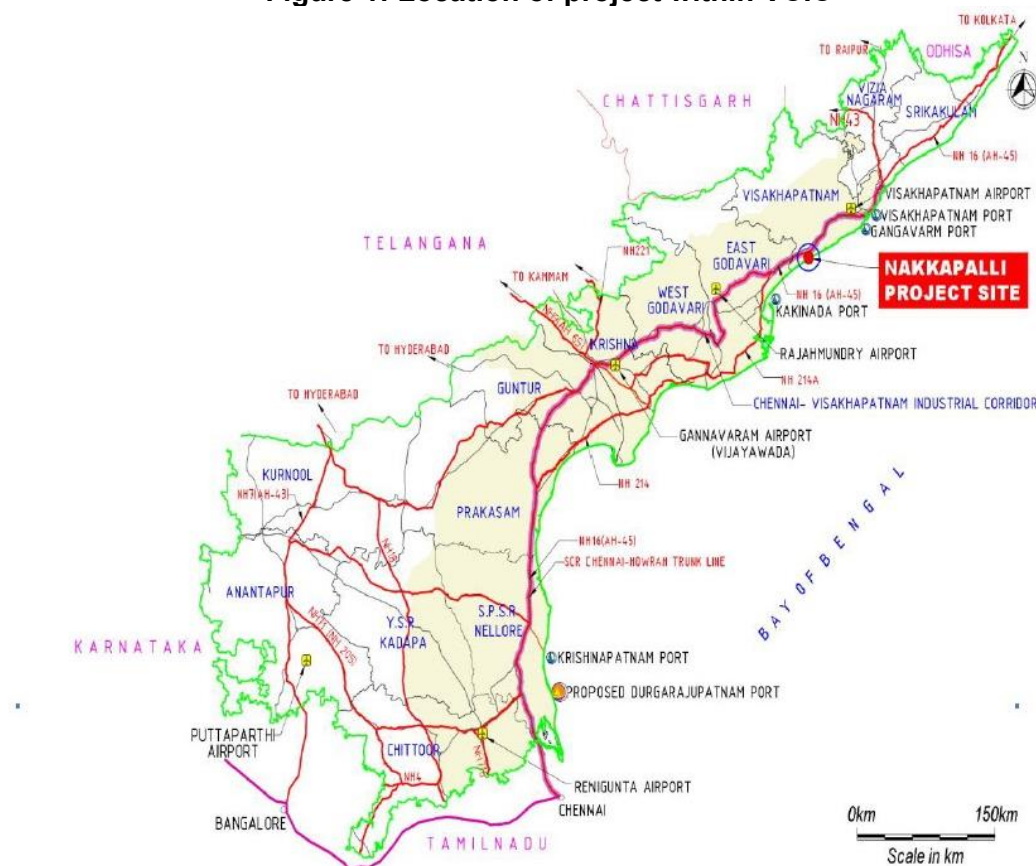 Figure 1: Location of project within VCIC
TO KOLKATA
TO RAIPUR
ODHISA
CHATTISGARH
VIZIA
NAGARAM
SRIKAKULAM
NH43
NH 16 (AH-45)
VISAKHAPATNAM
VISAKHAPATNAM AIRPORT
VISAKHAPATNAM PORT
GANGAVARM PORT
TELANGANA
EAST
GODAVARI
NH221
NAKKAPALLI
PROJECT SITE
TO KAMMAM
WEST
GODAVARI
NH 16 (AH-45)
KAKINADA PORT
KRISHNA
TO HYDERABAD
RAJAHMUNDRY AIRPORT
NH 214A
GUNTUR
TO HYDERABAD
CHENNAI- VISAKHAPATNAM INDUSTRIAL CORRIDOR
GANNAVARAM AIRPORT
(VIJAYAWADA)
KURNOOL
NH 214
NH7(AH-43)
PRAKASAM
BAY OF BENGAL
NH16(AH-45)
SCR CHENNAI-HOWRAH TRUNK LINE
ANANTAPUR
Y.S.R
KADAPA
S.P.S.R
NELLORE
KARNATAKA
KRISHNAPATNAM PORT
PROPOSED DURGARAJUPATNAM PORT
PUTTAPARTHI
AIRPORT
CHITTOOR
NH4
RENIGUNTA AIRPORT
CHENNAI
BANGALORE
TAMILNADU
0km 150km
Scale in km